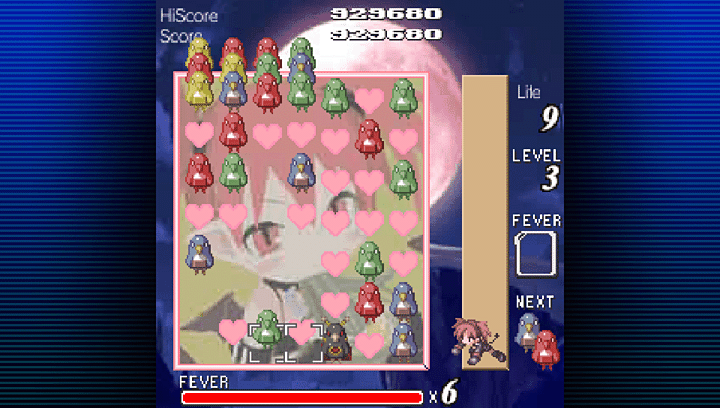 HiScore 929680
Score 929680
Life
9
LEVEL
3
FEVER
NEXT
FEVER
x6